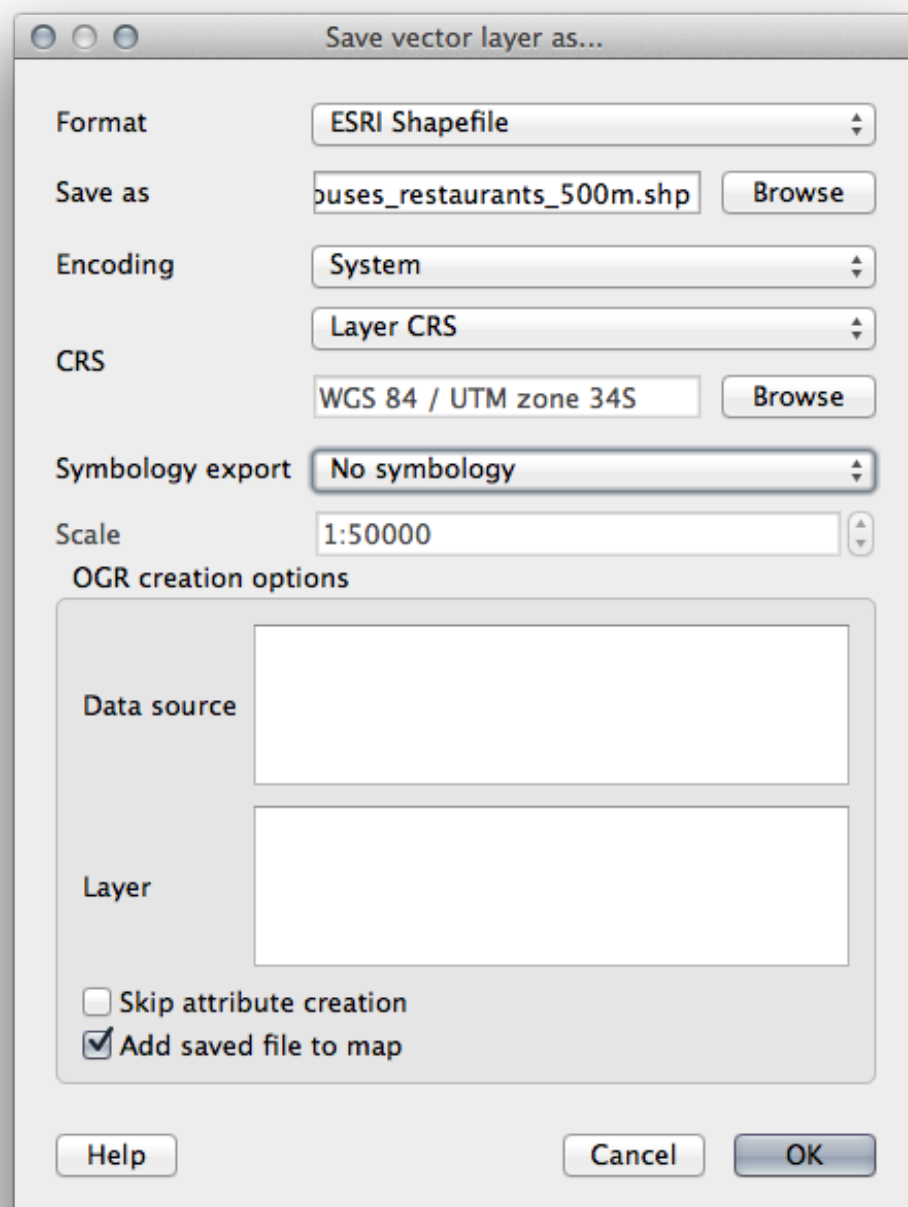 Save vector layer as...
Format ESRI Shapefile
Save as ouses_restaurants_500m.shp Browse
Encoding System
Layer CRS
CRS
WGS 84 / UTM zone 34S Browse
Symbology export No symbology
Scale 1:50000
OGR creation options
Data source
Layer
Skip attribute creation
Add saved file to map
Help Cancel OK